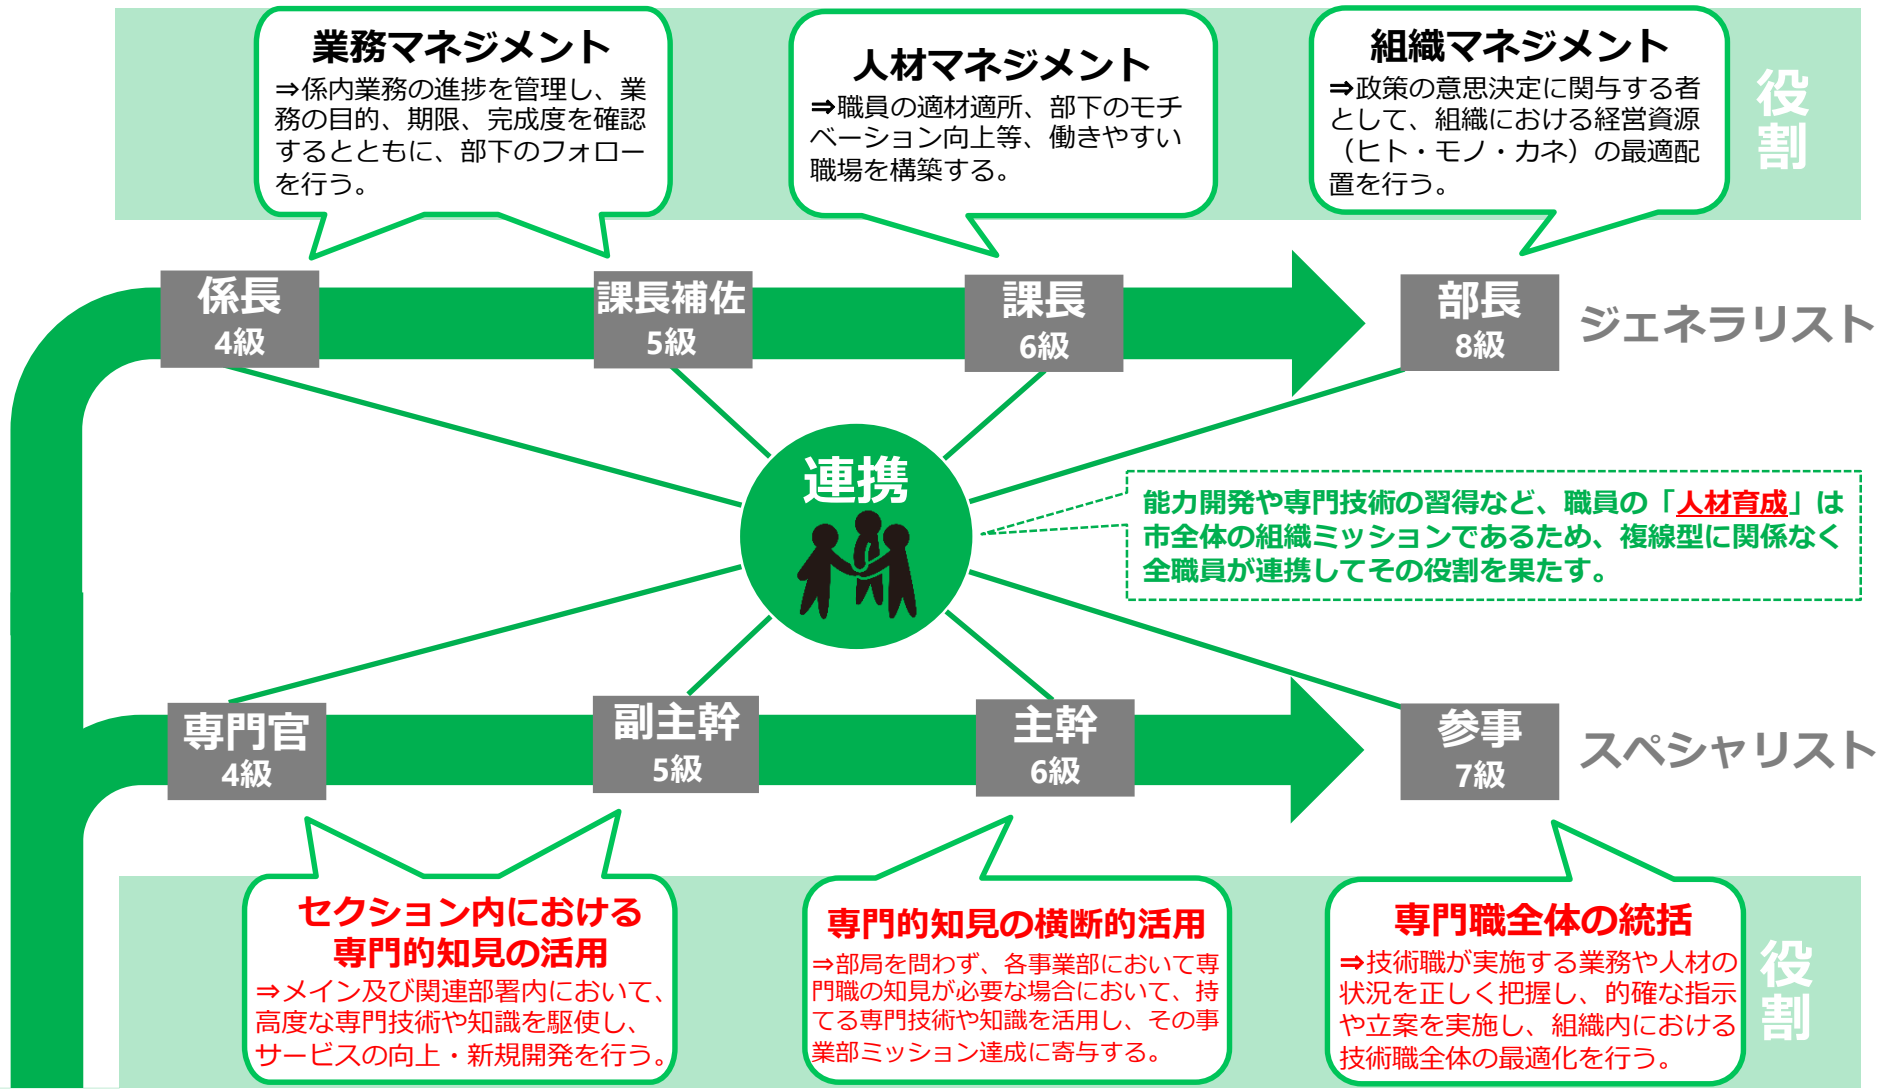 業務マネジメント
⇒係内業務の進捗を管理し、業
務の目的、期限、完成度を確認
するとともに、部下のフォロー
を行う。
人材マネジメント
⇒職員の適材適所、部下のモチ
ベーション向上等、働きやすい
職場を構築する。
組織マネジメント
⇒政策の意思決定に関与する者
として、組織における経営資源
（ヒト・モノ・カネ）の最適配
置を行う。
役割
係長
4級
課長補佐
5級
課長
6級
部長
8級
ジェネラリスト
連携
能力開発や専門技術の習得など、職員の「人材育成」は
市全体の組織ミッションであるため、複線型に関係なく
全職員が連携してその役割を果たす。
専門官
4級
副主幹
5級
主幹
6級
参事
7級
スペシャリスト
セクション内における
専門的知見の活用
⇒メイン及び関連部署内において、
高度な専門技術や知識を駆使し、
サービスの向上・新規開発を行う。
専門的知見の横断的活用
⇒部局を問わず、各事業部において専
門職の知見が必要な場合において、持
てる専門技術や知識を活用し、その事
業部ミッション達成に寄与する。
専門職全体の統括
⇒技術職が実施する業務や人材の
状況を正しく把握し、的確な指示
や立案を実施し、組織内における
技術職全体の最適化を行う。
役割